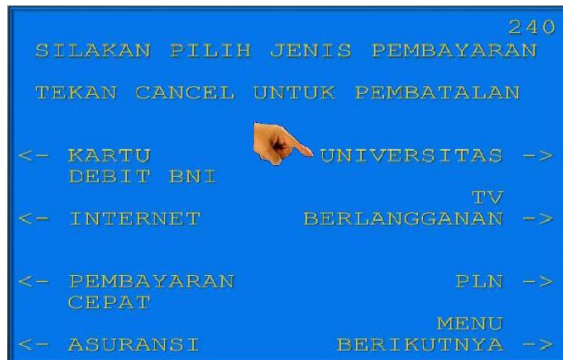 240
SILAKAN PILIH JENIS PEMBAYARAN
TEKAN CANCEL UNTUK PEMBATALAN
<- KARTU UNIVERSITAS ->
DEBIT BNI
TV
<- INTERNET BERLANGGANAN ->
<- PEMBAYARAN PLN ->
CEPAT
MENU
<- ASURANSI BERIKUTNYA ->